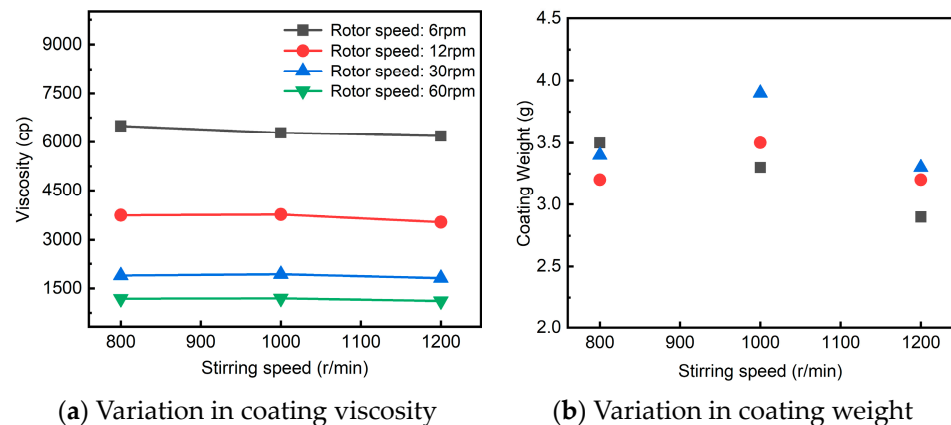 9000
7500
6000
4500
3000
1500
Viscosity (cp)
Rotor speed: 6rpm
Rotor speed: 12rpm
Rotor speed: 30rpm
Rotor speed: 60rpm
800 900 1000 1100 1200
Stirring speed (r/min)
(a) Variation in coating viscosity
4.5
4.0
3.5
3.0
2.5
2.0
Coating Weight (g)
800 900 1000 1100 1200
Stirring speed (r/min)
(b) Variation in coating weight